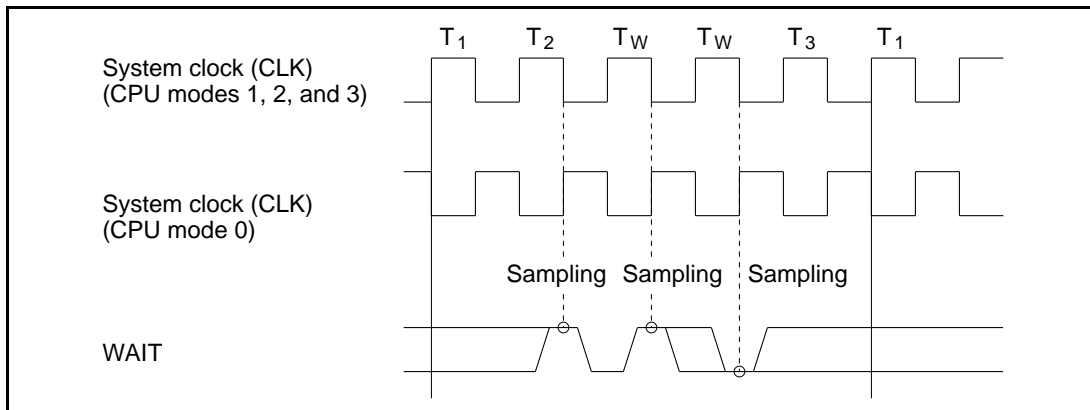 T1 T2 TW TW T3 T1
System clock (CLK)
(CPU modes 1, 2, and 3)
System clock (CLK)
(CPU mode 0)
Sampling Sampling Sampling
WAIT